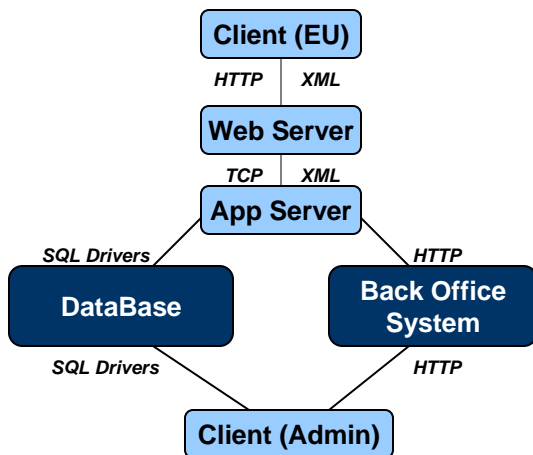 Client (EU)
HTTP XML
Web Server
TCP XML
App Server
SQL Drivers HTTP
DataBase
Back Office
System
SQL Drivers HTTP
Client (Admin)